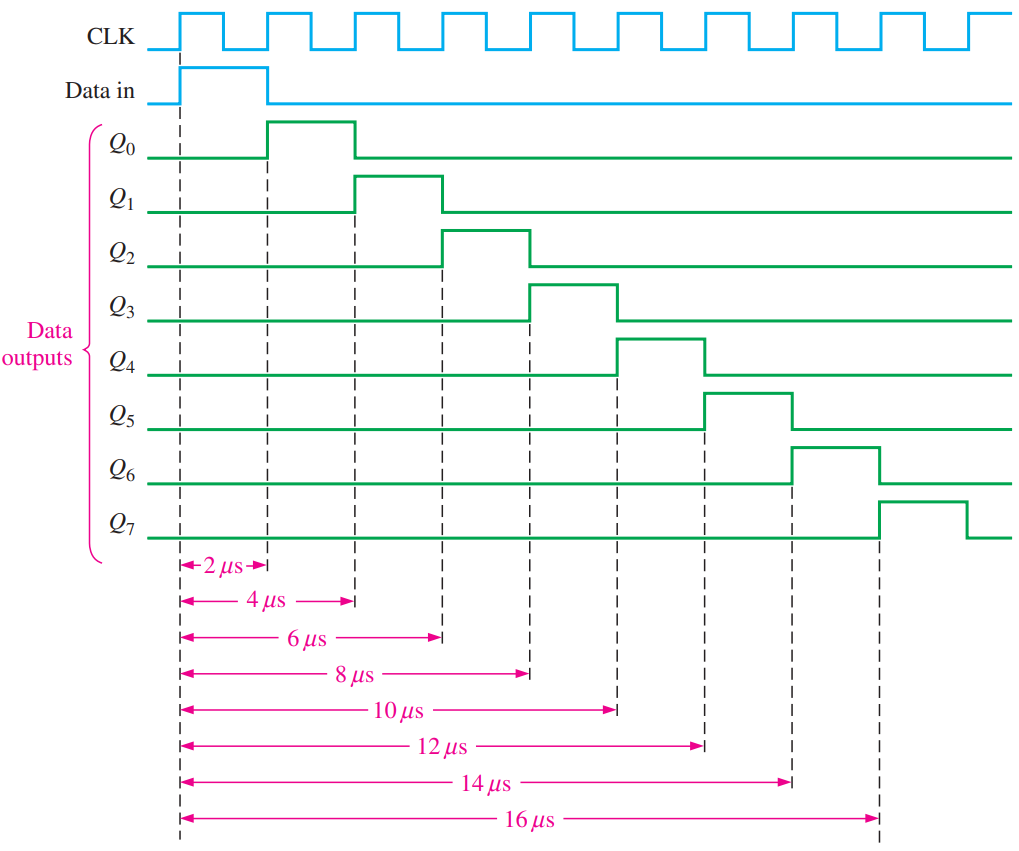 CLK
Data in
Q0
Q1
Q2
Q3
Data
outputs
Q4
Q5
Q6
Q7
2 μs
4 μs
6 μs
8 μs
10 μs
12 μs
14 μs
16 μs